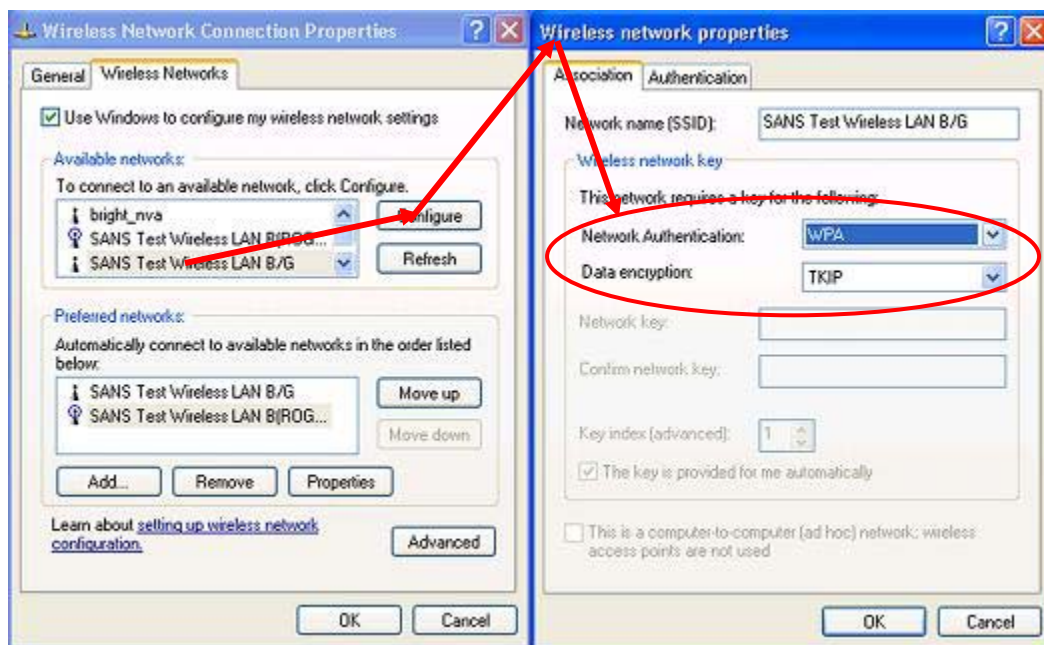 Wireless Network Connection Properties
General Wireless Networks
Use Windows to configure my wireless network settings
Available networks:
To connect to an available network, click Configure.
bright_nva
SANS Test Wireless LAN B(ROG...
SANS Test Wireless LAN B/G
Configure
Refresh
Preferred networks:
Automatically connect to available networks in the order listed
below:
SANS Test Wireless LAN B/G
SANS Test Wireless LAN B(ROG...
Move up
Move down
Add... Remove Properties
Learn about setting up wireless network
configuration.
Advanced
OK Cancel
Wireless network properties
Association Authentication
Network name (SSID): SANS Test Wireless LAN B/G
Wireless network key
This network requires a key for the following:
Network Authentication: WPA
Data encryption: TKIP
Network key:
Confirm network key:
Key index (advanced): 1
The key is provided for me automatically
This is a computer-to-computer (ad hoc) network; wireless
access points are not used
OK Cancel